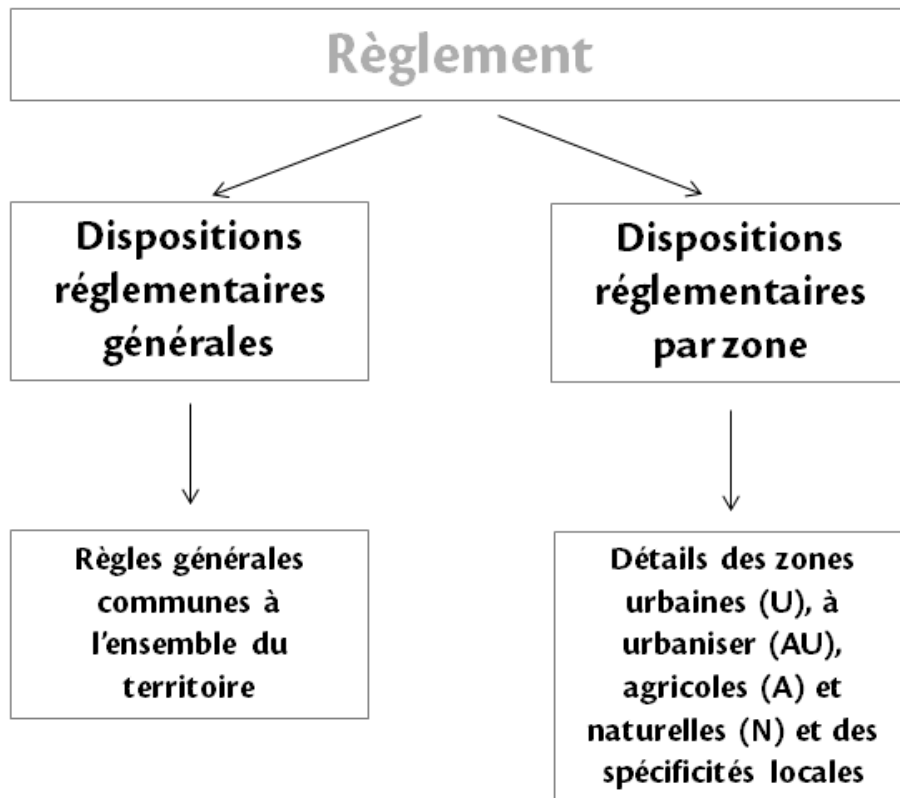 Règlement
Dispositions
réglementaires
générales
Dispositions
réglementaires
par zone
Règles générales
communes à
l'ensemble du
territoire
Détails des zones
urbaines (U), à
urbaniser (AU),
agricoles (A) et
naturelles (N) et des
spécificités locales